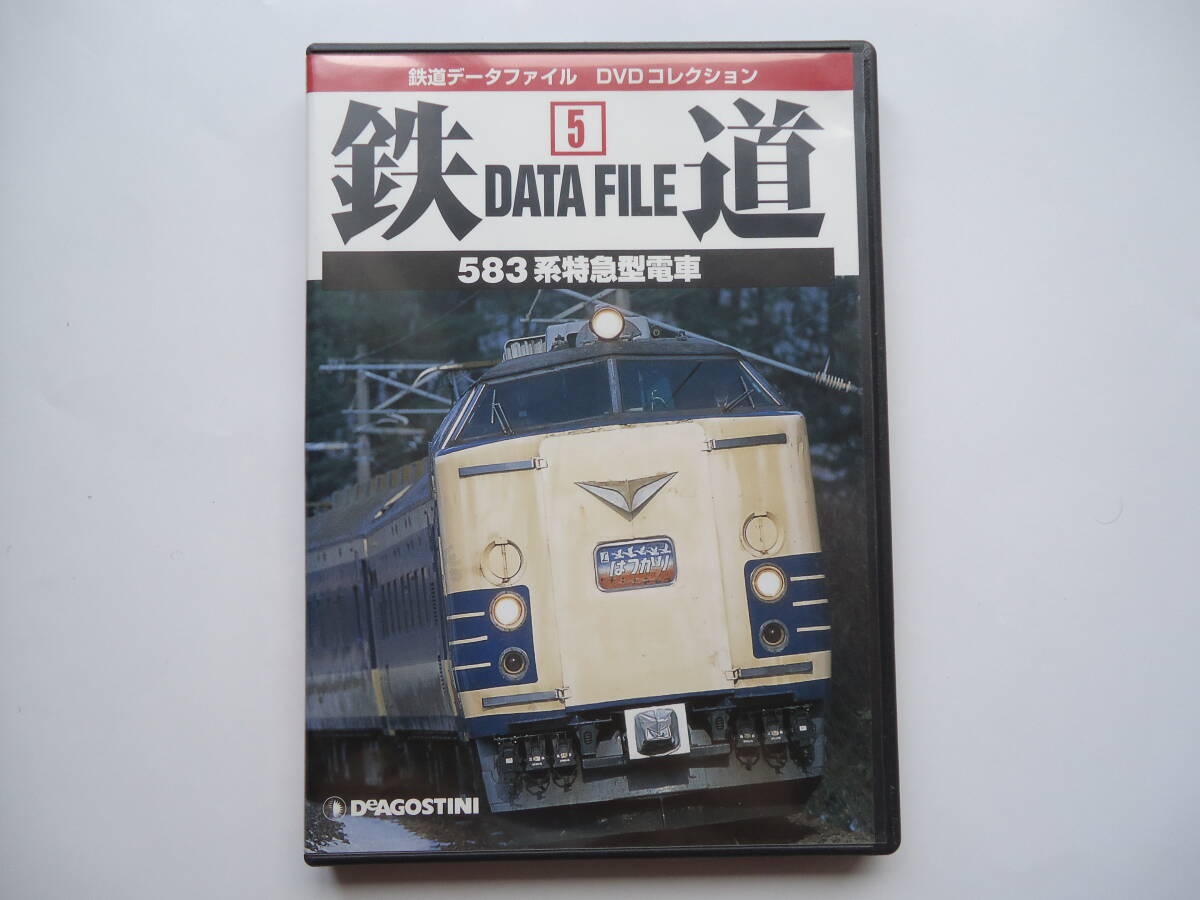 鉄道データファイル DVDコレクション
5
鉄 DATA FILE 道
583系特急型電車
はつかり
DeAGOSTINI